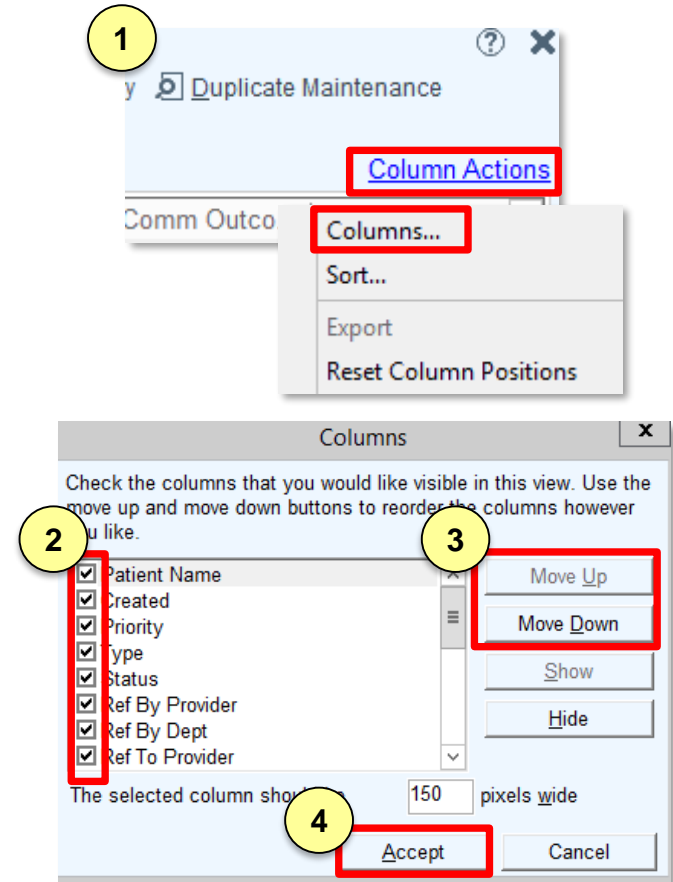 1
y Duplicate Maintenance
Column Actions
Comm Outco
Columns...
Sort...
Export
Reset Column Positions
Columns
x
Check the columns that you would like visible in this view. Use the
move up and move down buttons to reorder the columns however
you like.
2
3
Patient Name
Created
Priority
Type
Status
Ref By Provider
Ref By Dept
Ref To Provider
Move Up
Move Down
Show
Hide
The selected column shou 150 pixels wide
4
Accept
Cancel